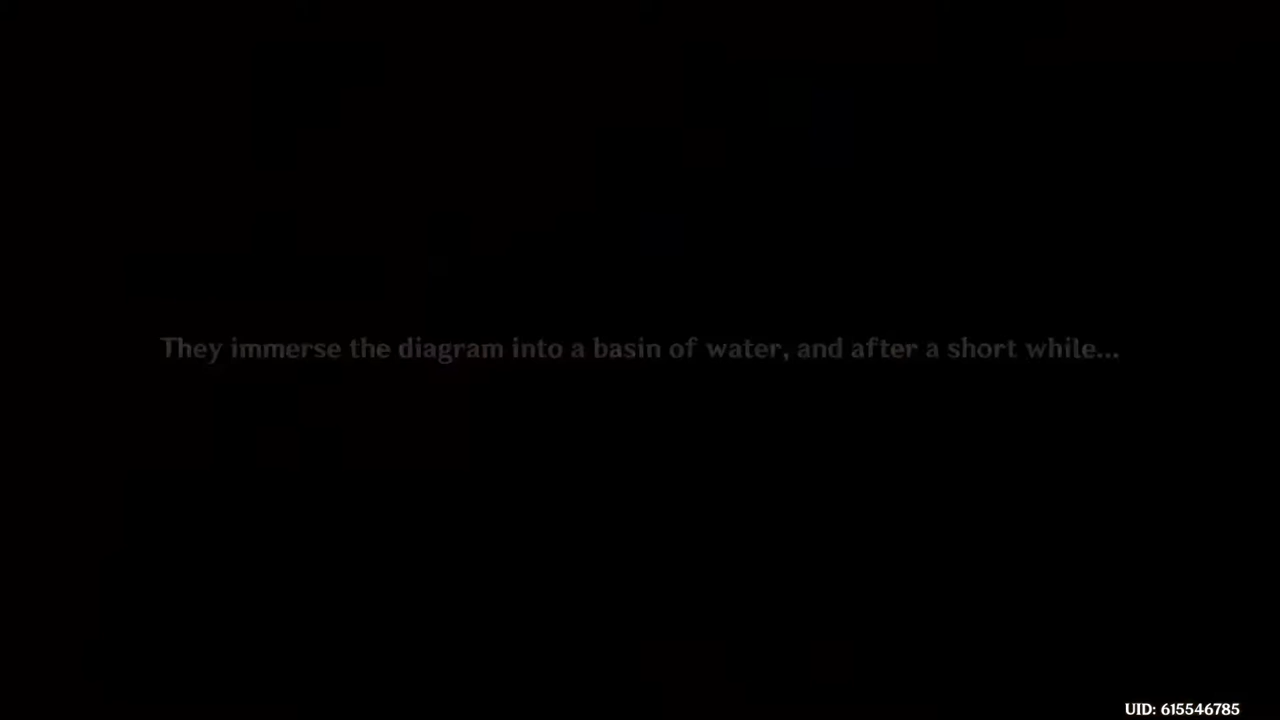 They immerse the diagram into a basin of water, and after a short while...
UID: 615546785